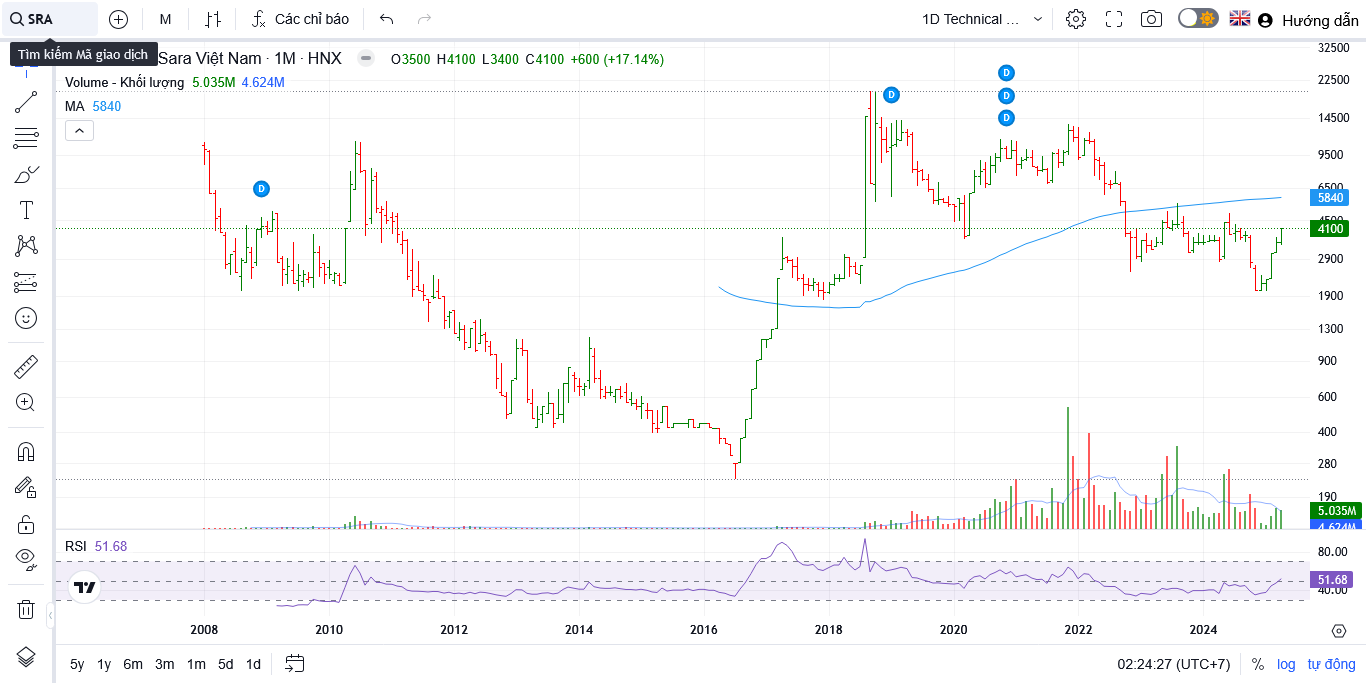 SRA M Các chỉ báo 1D Technical ... Hướng dẫn
Tìm kiếm Mã giao dịch
Sara Việt Nam · 1M · HNX O3500 H4100 L3400 C4100 +600 (+17.14%)
Volume - Khối lượng 5.035M 4.624M
MA 5840
D
D
D
D
D
32500
22500
14500
9500
6500
5840
4500
4100
2900
1900
1300
900
600
400
280
190
5.035M
4.624M
RSI 51.68
80.00
51.68
40.00
2008 2010 2012 2014 2016 2018 2020 2022 2024
5y 1y 6m 3m 1m 5d 1d 02:24:27 (UTC+7) % log tự động